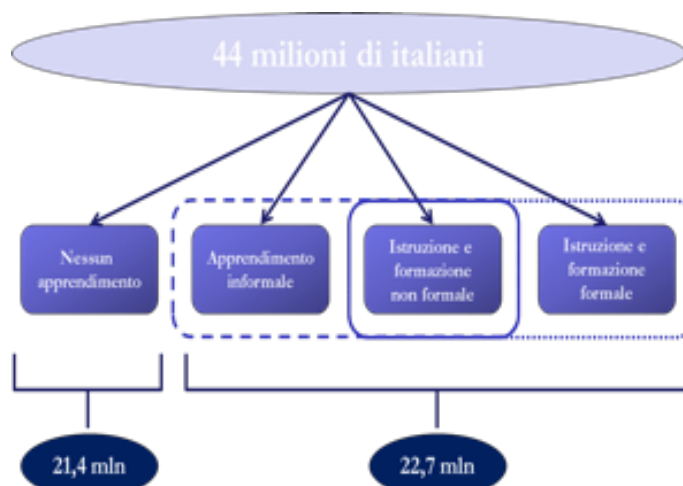 44 milioni di italiani
Nessun
apprendimento
Apprendimento
informale
Istruzione e
formazione
non formale
Istruzione e
formazione
formale
21,4 mln
22,7 mln